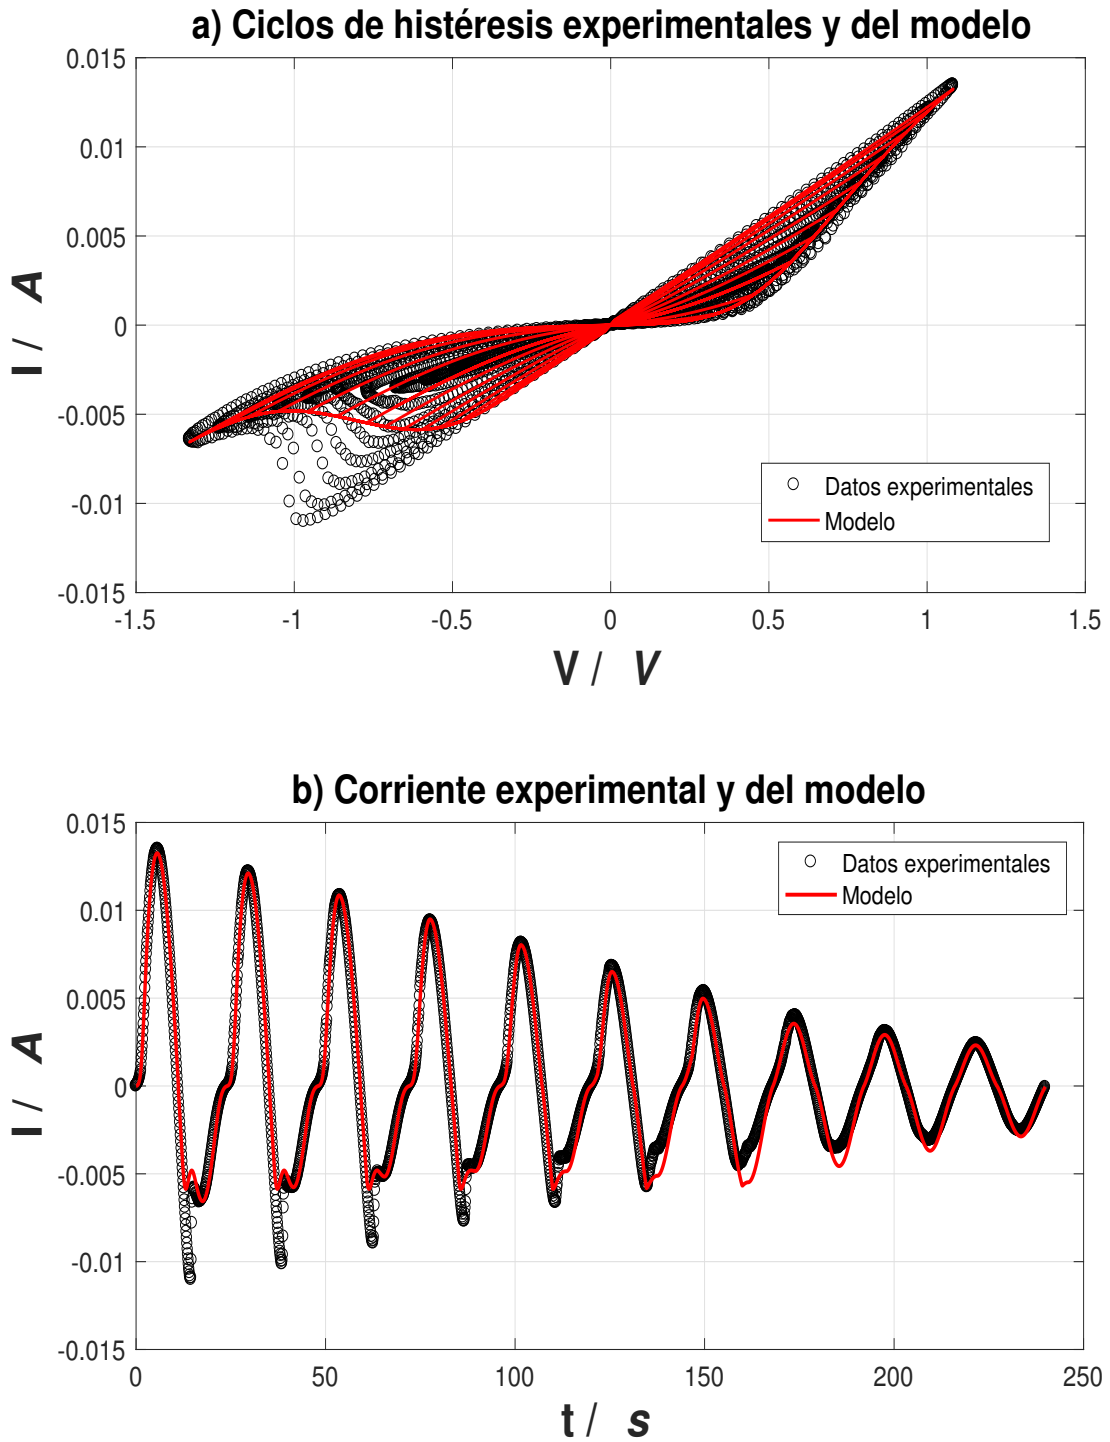 a) Ciclos de histéresis experimentales y del modelo
0.015
0.01
0.005
0
-0.005
-0.01
-0.015
I / A
Datos experimentales
Modelo
-1.5 -1 -0.5 0 0.5 1 1.5
V / V
b) Corriente experimental y del modelo
0.015
0.01
0.005
0
-0.005
-0.01
-0.015
I / A
Datos experimentales
Modelo
0 50 100 150 200 250
t / s